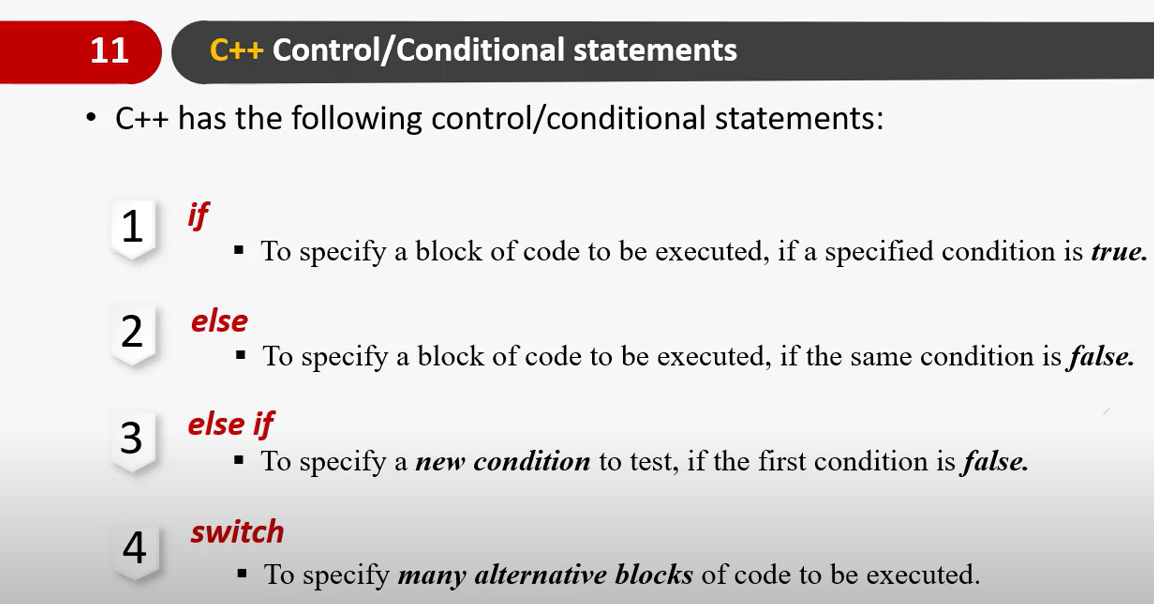 11
C++ Control/Conditional statements
• C++ has the following control/conditional statements:
1 if
▪ To specify a block of code to be executed, if a specified condition is true.
2 else
▪ To specify a block of code to be executed, if the same condition is false.
3 else if
▪ To specify a new condition to test, if the first condition is false.
4 switch
▪ To specify many alternative blocks of code to be executed.